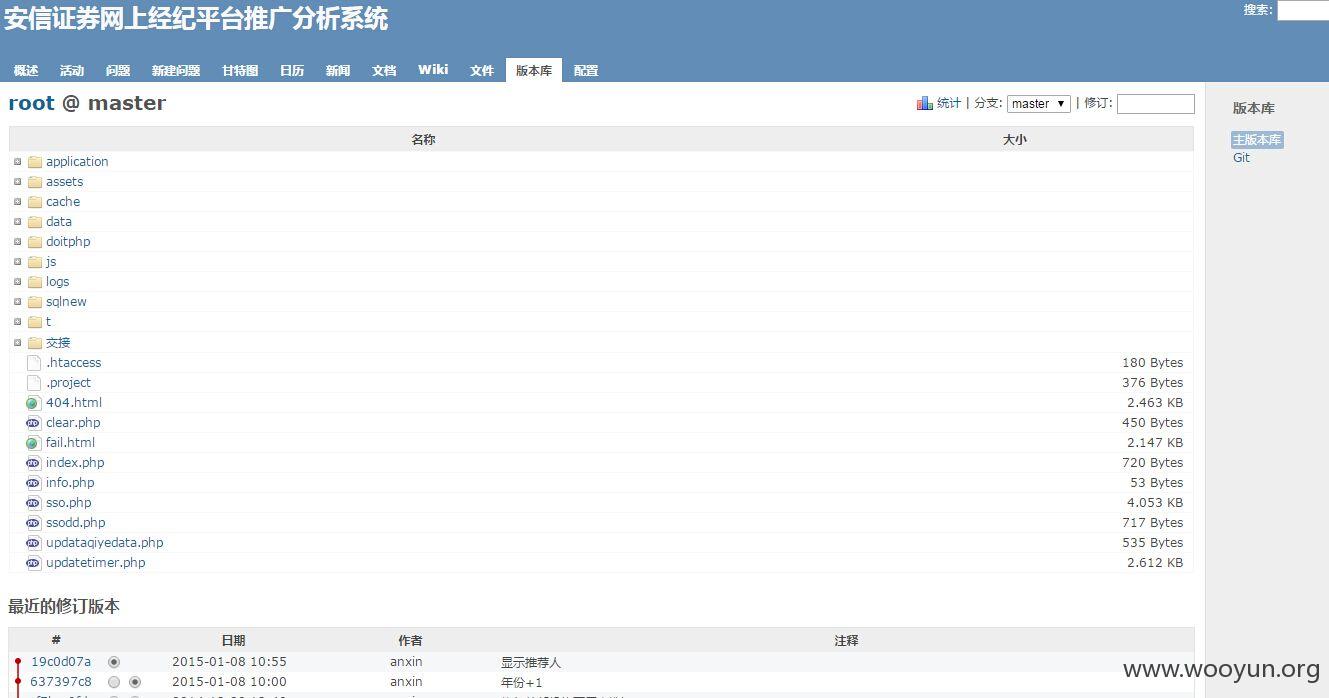 安信证券网上经纪平台推广分析系统
搜索:
概述 活动 问题 新建问题 甘特图 日历 新闻 文档 Wiki 文件 版本库 配置
root @ master
统计 | 分支: master | 修订:
版本库
主版本库
Git
名称 大小
application
assets
cache
data
doitphp
js
logs
sqlnew
t
交接
.htaccess 180 Bytes
.project 376 Bytes
404.html 2.463 KB
clear.php 450 Bytes
fail.html 2.147 KB
index.php 720 Bytes
info.php 53 Bytes
sso.php 4.053 KB
ssodd.php 717 Bytes
updataqiyedata.php 535 Bytes
updatetimer.php 2.612 KB
最近的修订版本
# 日期 作者 注释
19c0d07a 2015-01-08 10:55 anxin 显示推荐人
637397c8 2015-01-08 10:00 anxin 年份+1
www.wooyun.org